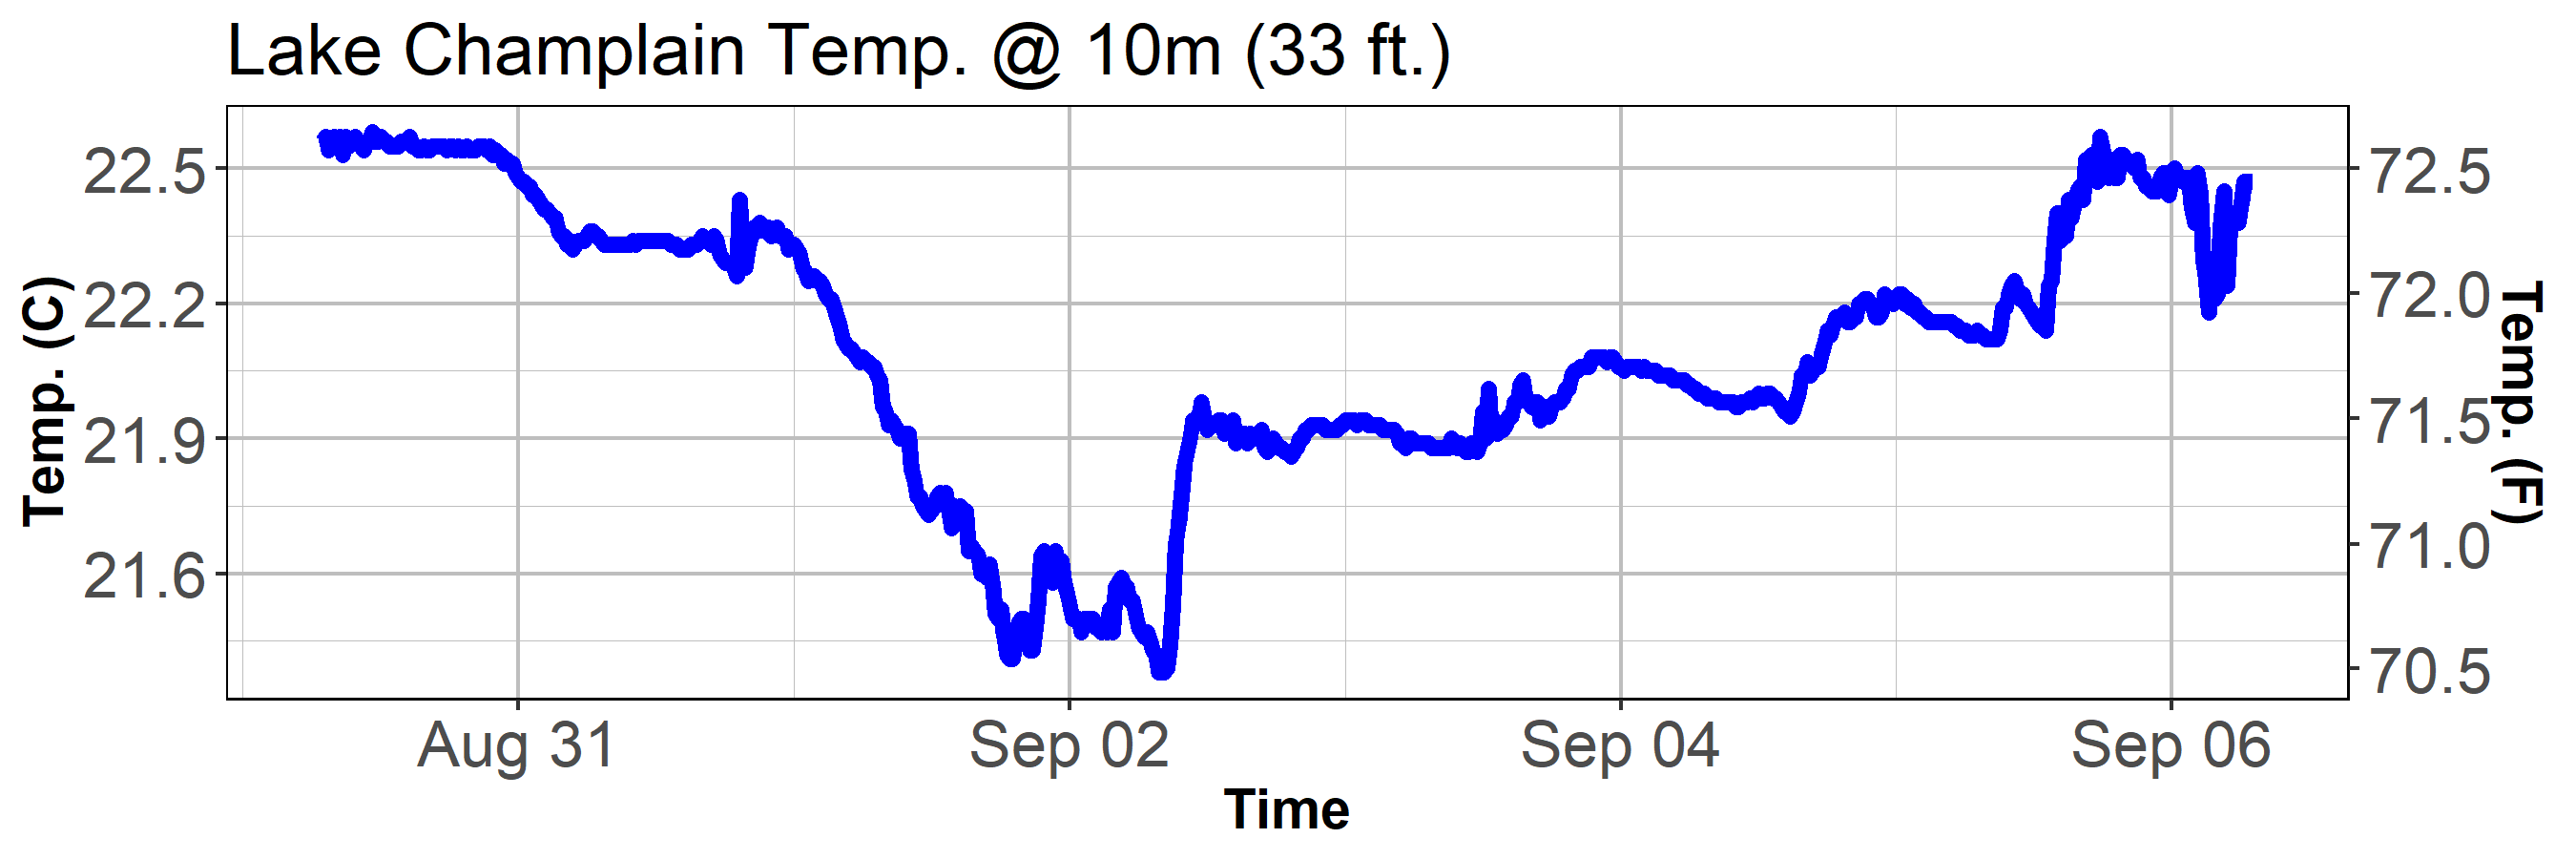 Lake Champlain Temp. @ 10m (33 ft.)
Temp. (C)
22.5
22.2
21.9
21.6
72.5
72.0
71.5
71.0
70.5
Temp. (F)
Aug 31
Sep 02
Sep 04
Sep 06
Time